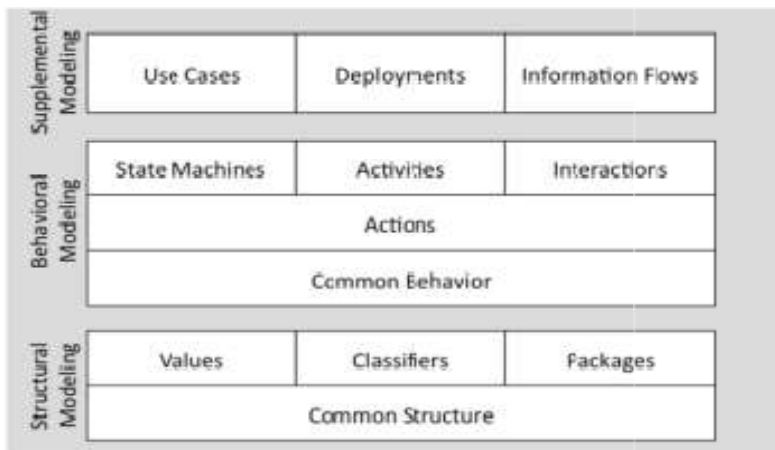 Supplemental
Modeling
Use Cases
Deployments
Information Flows
Behavioral
Modeling
State Machines
Activities
Interactions
Actions
Common Behavior
Structural
Modeling
Values
Classifiers
Packages
Common Structure